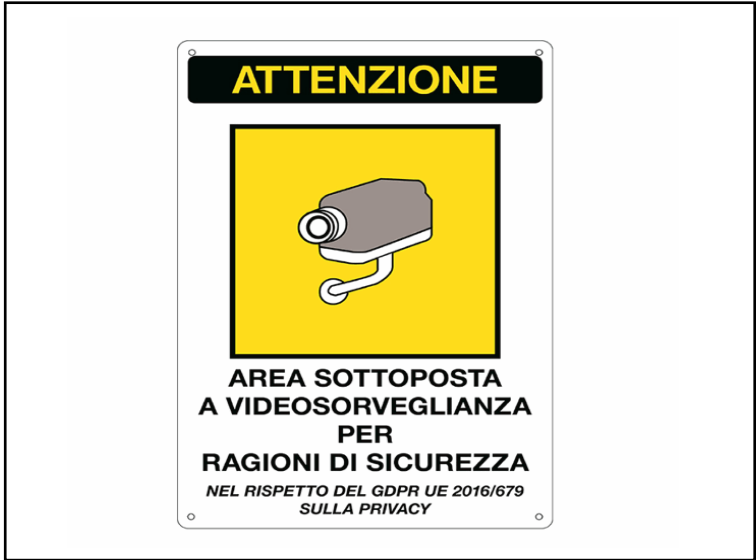 ATTENZIONE
AREA SOTTOPOSTA
A VIDEOSORVEGLIANZA
PER
RAGIONI DI SICUREZZA
NEL RISPETTO DEL GDPR UE 2016/679
SULLA PRIVACY